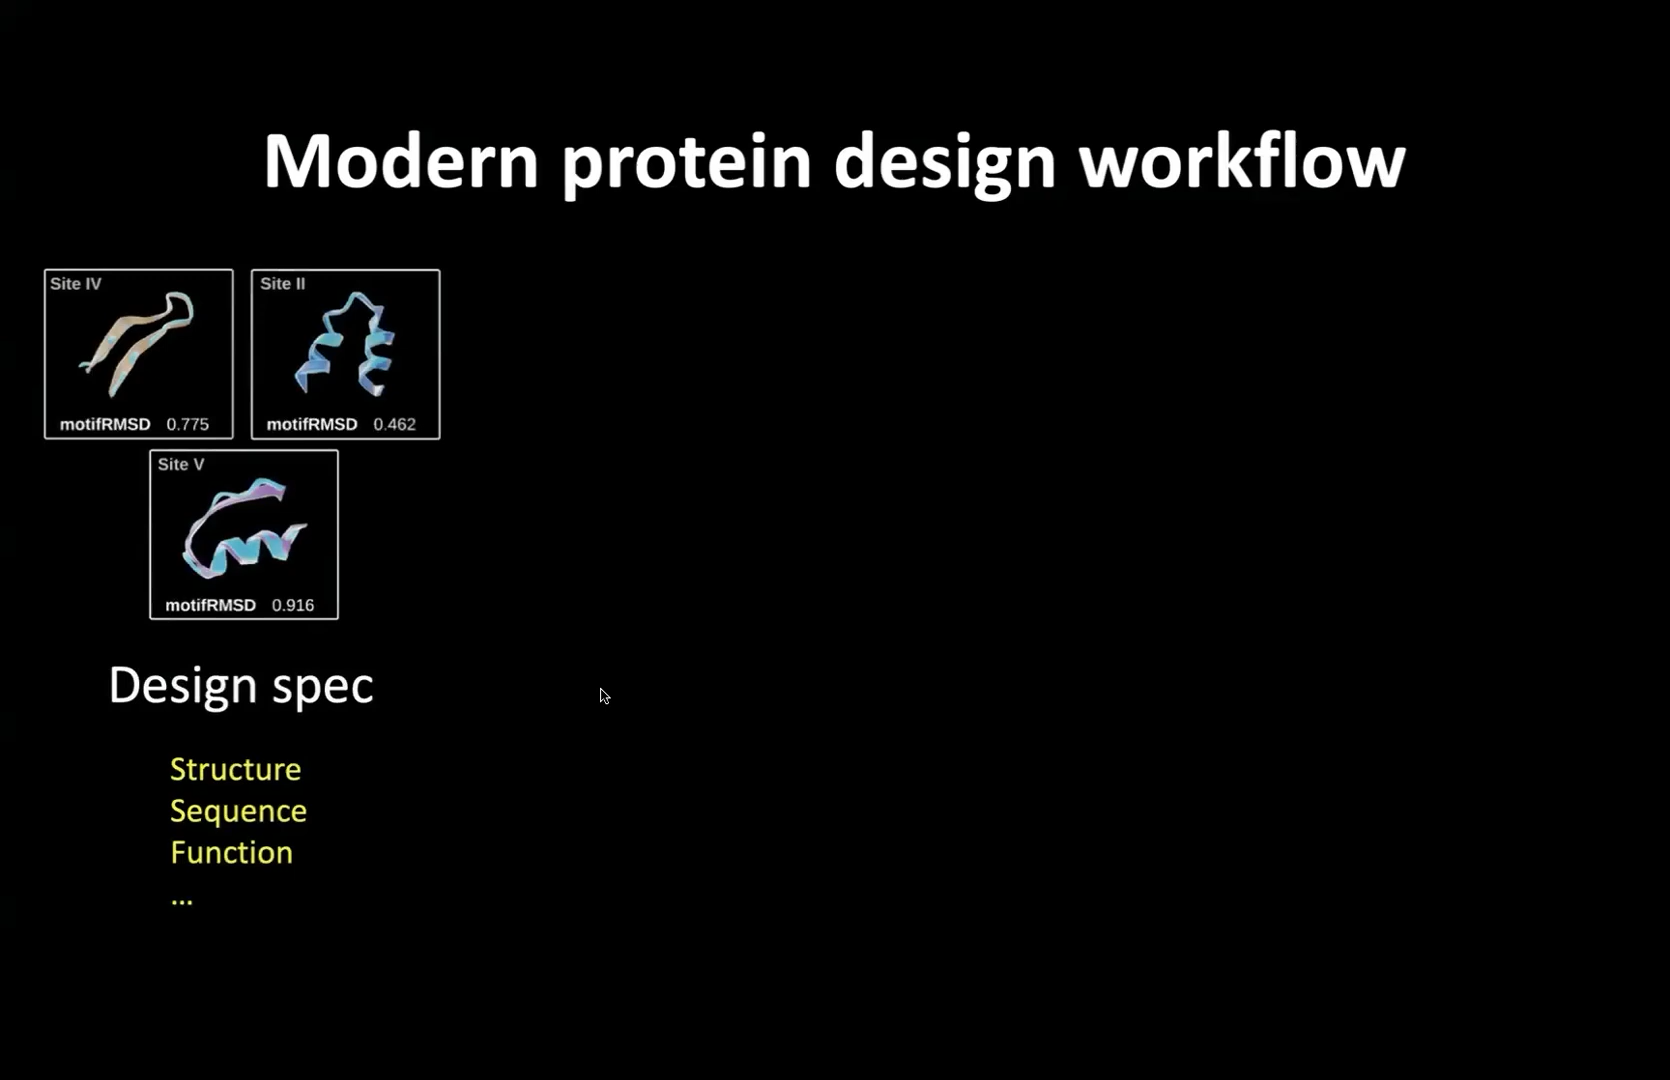 Modern protein design workflow
Site IV
motifRMSD 0.775
Site II
motifRMSD 0.462
Site V
motifRMSD 0.916
Design spec
Structure
Sequence
Function
...